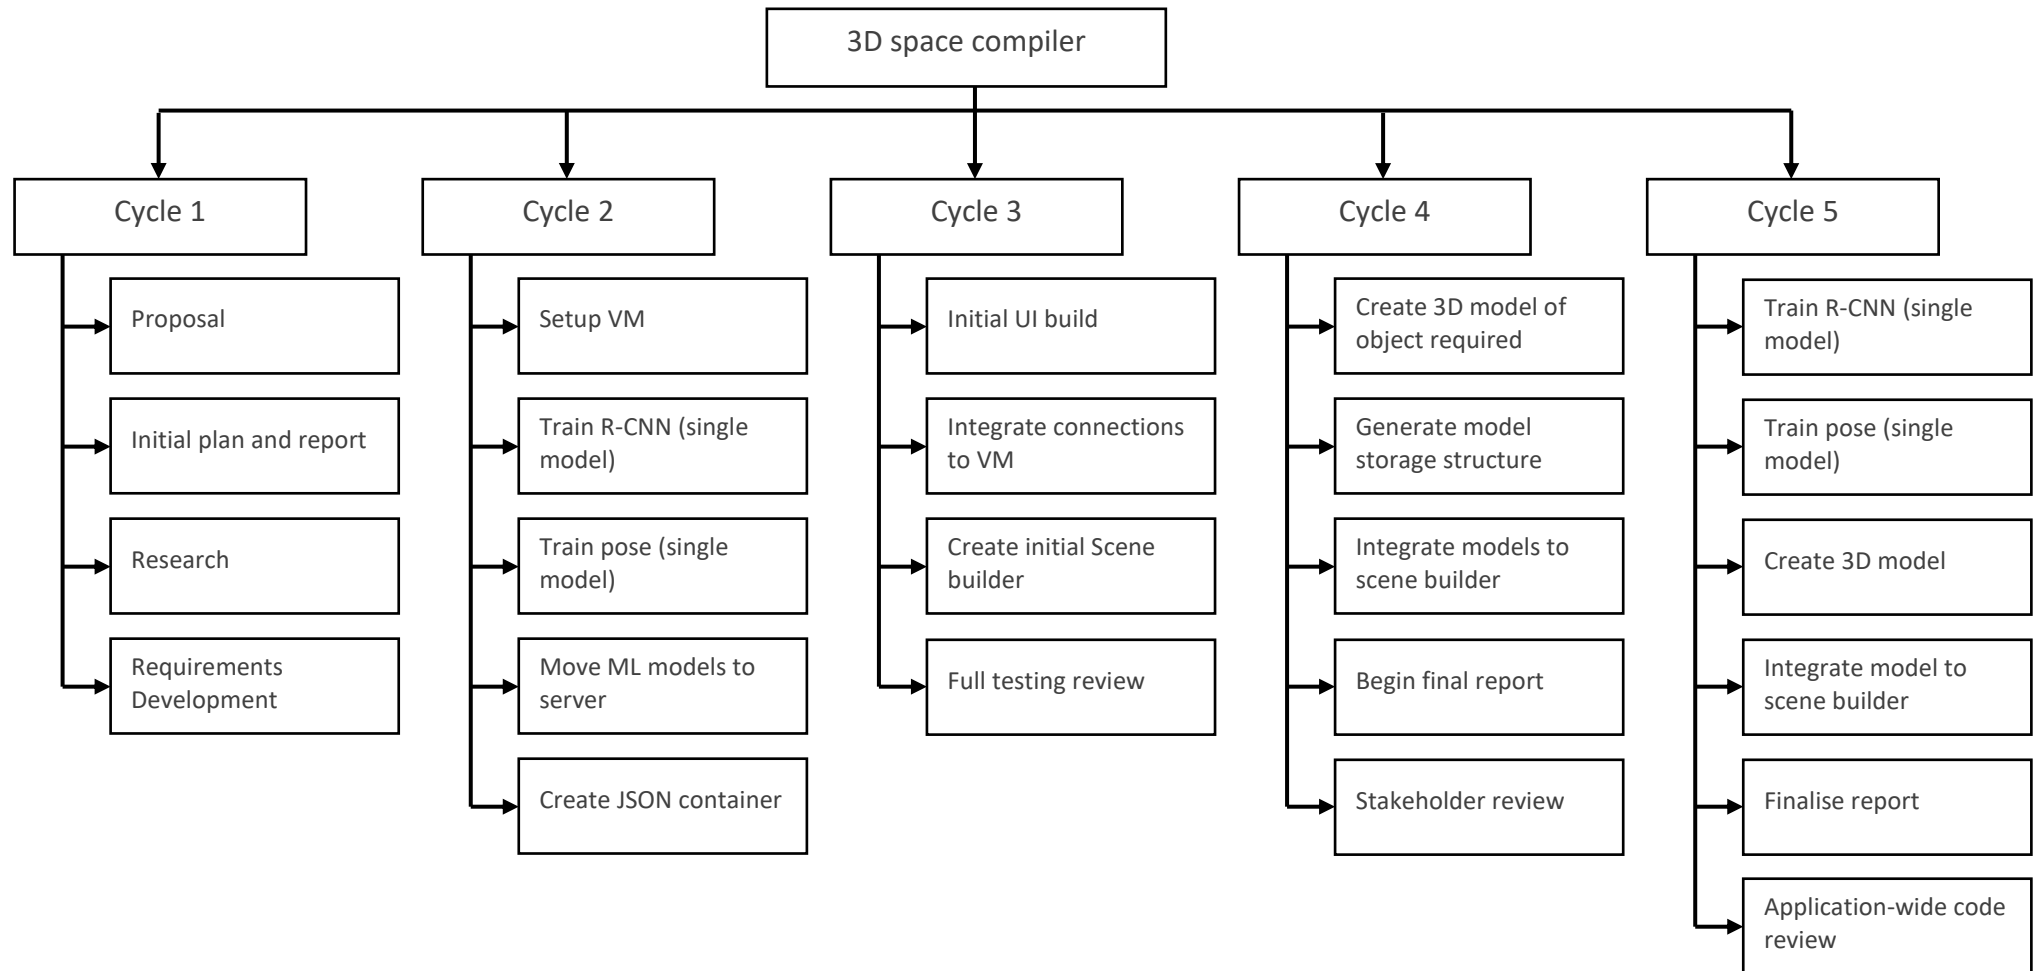 3D space compiler
Cycle 1
Proposal
Initial plan and report
Research
Requirements
Development
Cycle 2
Setup VM
Train R-CNN (single
model)
Train pose (single
model)
Move ML models to
server
Create JSON container
Cycle 3
Initial UI build
Integrate connections
to VM
Create initial Scene
builder
Full testing review
Cycle 4
Create 3D model of
object required
Generate model
storage structure
Integrate models to
scene builder
Begin final report
Stakeholder review
Cycle 5
Train R-CNN (single
model)
Train pose (single
model)
Create 3D model
Integrate model to
scene builder
Finalise report
Application-wide code
review